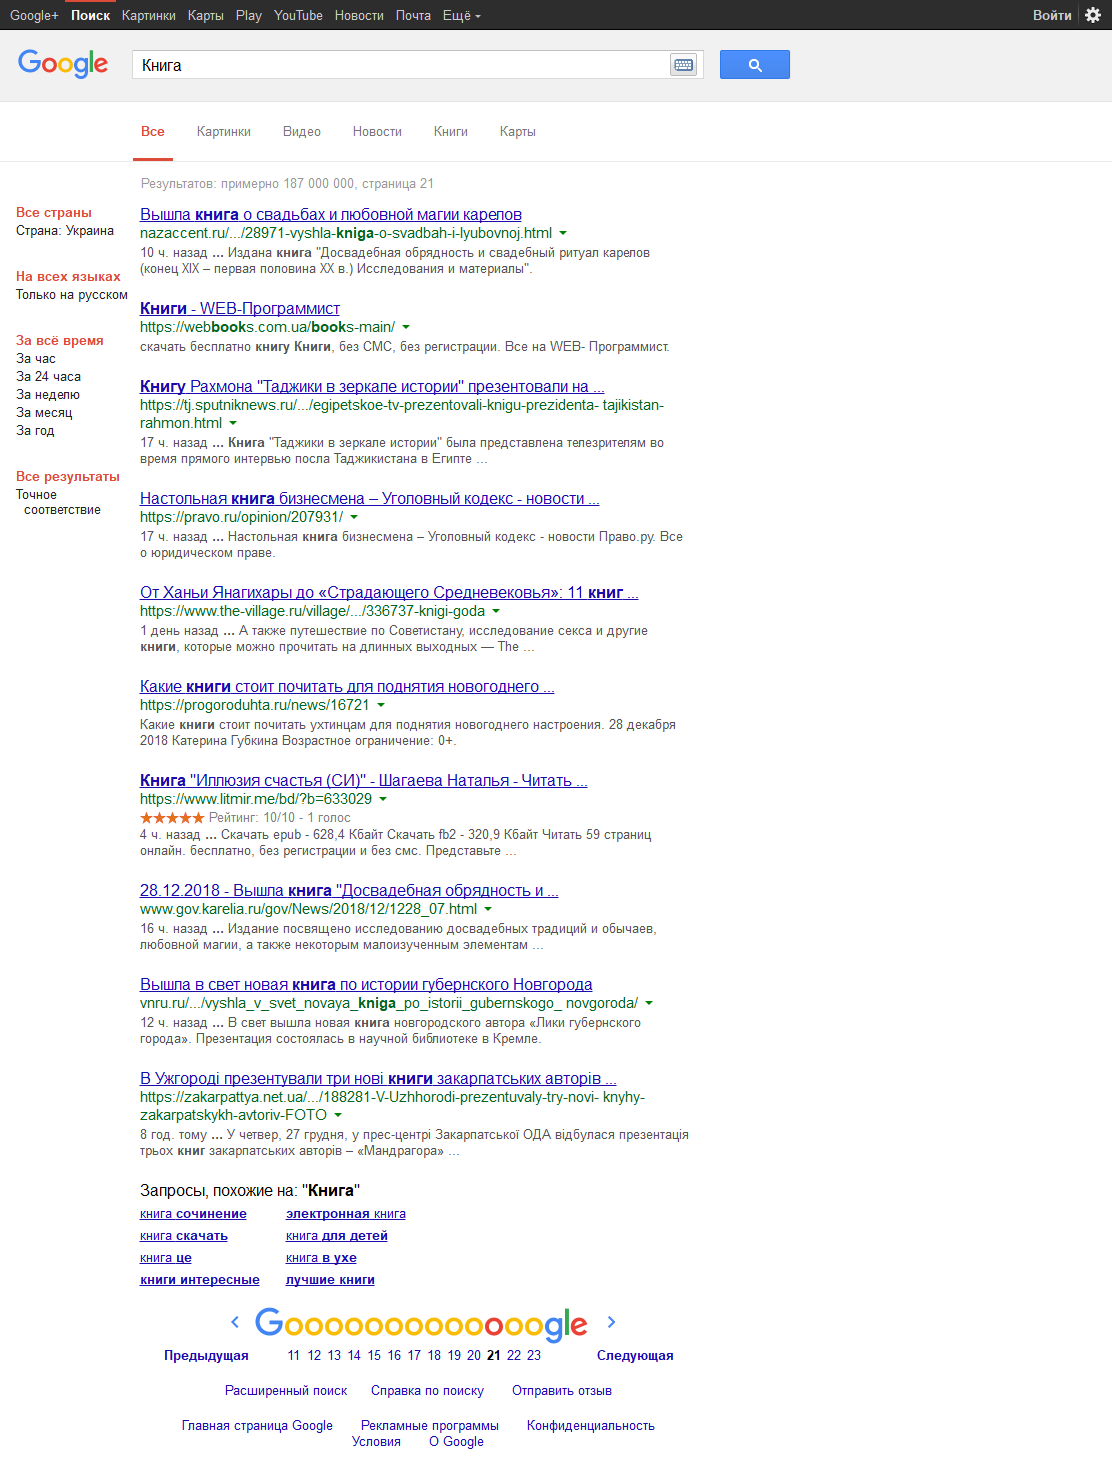 Google+ Поиск Картинки Карты Play YouTube Новости Почта Ещё Войти
Google Книга
Все Картинки Видео Новости Книги Карты
Результатов: примерно 187 000 000, страница 21
Все страны
Страна: Украина
На всех языках
Только на русском
За всё время
За час
За 24 часа
За неделю
За месяц
За год
Все результаты
Точное
соответствие
Вышла книга о свадьбах и любовной магии карелов
nazaccent.ru/.../28971-vyshla-kniga-o-svadbah-i-lyubovnoj.html
10 ч. назад ... Издана книга "Досвадебная обрядность и свадебный ритуал карелов
(конец XIX – первая половина XX в.) Исследования и материалы".
Книги - WEB-Программист
https://webbooks.com.ua/books-main/
скачать бесплатно книгу Книги, без СМС, без регистрации. Все на WEB- Программист.
Книгу Рахмона "Таджики в зеркале истории" презентовали на ...
https://tj.sputniknews.ru/.../egipetskoe-tv-prezentovali-knigu-prezidenta- tajikistan-
rahmon.html
17 ч. назад ... Книга "Таджики в зеркале истории" была представлена телезрителям во
время прямого интервью посла Таджикистана в Египте ...
Настольная книга бизнесмена – Уголовный кодекс - новости ...
https://pravo.ru/opinion/207931/
17 ч. назад ... Настольная книга бизнесмена – Уголовный кодекс - новости Право.ру. Все
о юридическом праве.
От Ханьи Янагихары до «Страдающего Средневековья»: 11 книг ...
https://www.the-village.ru/village/.../336737-knigi-goda
1 день назад ... А также путешествие по Советистану, исследование секса и другие
книги, которые можно прочитать на длинных выходных — The ...
Какие книги стоит почитать для поднятия новогоднего ...
https://progoroduhta.ru/news/16721
Какие книги стоит почитать ухтинцам для поднятия новогоднего настроения. 28 декабря
2018 Катерина Губкина Возрастное ограничение: 0+.
Книга "Иллюзия счастья (СИ)" - Шагаева Наталья - Читать ...
https://www.litmir.me/bd/?b=633029
Рейтинг: 10/10 - 1 голос
4 ч. назад ... Скачать epub - 628,4 Кбайт Скачать fb2 - 320,9 Кбайт Читать 59 страниц
онлайн. бесплатно, без регистрации и без смс. Представьте ...
28.12.2018 - Вышла книга "Досвадебная обрядность и ...
www.gov.karelia.ru/gov/News/2018/12/1228_07.html
16 ч. назад ... Издание посвящено исследованию досвадебных традиций и обычаев,
любовной магии, а также некоторым малоизученным элементам ...
Вышла в свет новая книга по истории губернского Новгорода
vnru.ru/.../vyshla_v_svet_novaya_kniga_po_istorii_gubernskogo_ novgoroda/
12 ч. назад ... В свет вышла новая книга новгородского автора «Лики губернского
города». Презентация состоялась в научной библиотеке в Кремле.
В Ужгороді презентували три нові книги закарпатських авторів ...
https://zakarpattya.net.ua/.../188281-V-Uzhhorodi-prezentuvaly-try-novi- knyhy-
zakarpatskykh-avtoriv-FOTO
8 год. тому ... У четвер, 27 грудня, у прес-центрі Закарпатської ОДА відбулася презентація
трьох книг закарпатських авторів – «Мандрагора» ...
Запросы, похожие на: "Книга"
книга сочинение электронная книга
книга скачать книга для детей
книга це книга в ухе
книги интересные лучшие книги
Goooooooooooooogle
Предыдущая 11 12 13 14 15 16 17 18 19 20 21 22 23 Следующая
Расширенный поиск Справка по поиску Отправить отзыв
Главная страница Google Рекламные программы Конфиденциальность
Условия О Google